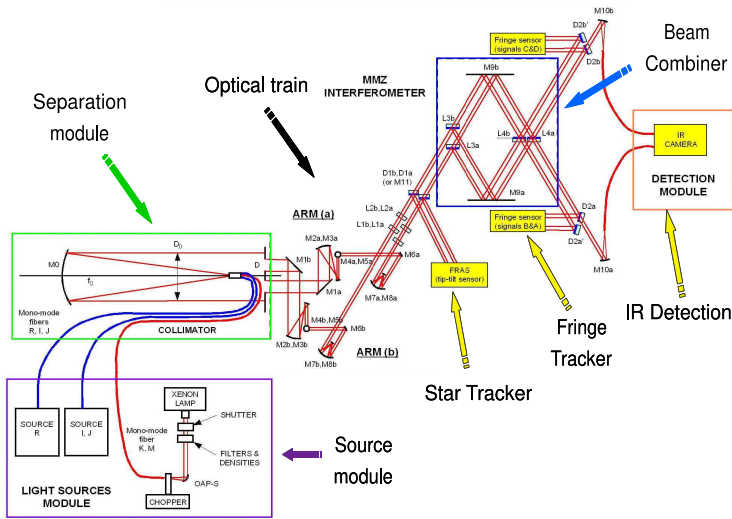 M10b
D2b'
D2b
Fringe sensor
(signals C&D)
Beam
Combiner
Optical train
MMZ
INTERFEROMETER
M9b
Separation
module
L3b
L3a
L4b
L4a
IR
CAMERA
DETECTION
MODULE
D1b, D1a
(or M11)
M9a
D2a
D2a'
Fringe sensor
(signals B&A)
M10a
L2b, L2a
L1b, L1a
ARM (a)
M2a, M3a
M4a, M5a
M6a
M7a, M8a
FRAS
(tip-tilt sensor)
M0
D0
f0
D
M1b
M1a
Mono-mode
fibers
R, I, J
COLLIMATOR
M4b, M5b
M6b
M2b, M3b
M7b, M8b
ARM (b)
Star Tracker
Fringe
Tracker
IR Detection
XENON
LAMP
SHUTTER
FILTERS &
DENSITIES
SOURCE
R
SOURCE
I, J
Mono-mode
fiber
K, M
OAP-S
CHOPPER
LIGHT SOURCES
MODULE
Source
module